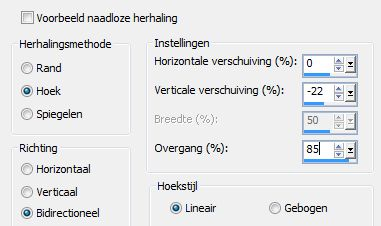 Voorbeeld naadloze herhaling
Herhalingsmethode
Rand
Hoek
Spiegelen
Richting
Horizontaal
Verticaal
Bidirectioneel
Instellingen
Horizontale verschuiving (%): 0
Verticale verschuiving (%): -22
Breedte (%): 50
Overgang (%): 85
Hoekstijl
Lineair Gebogen